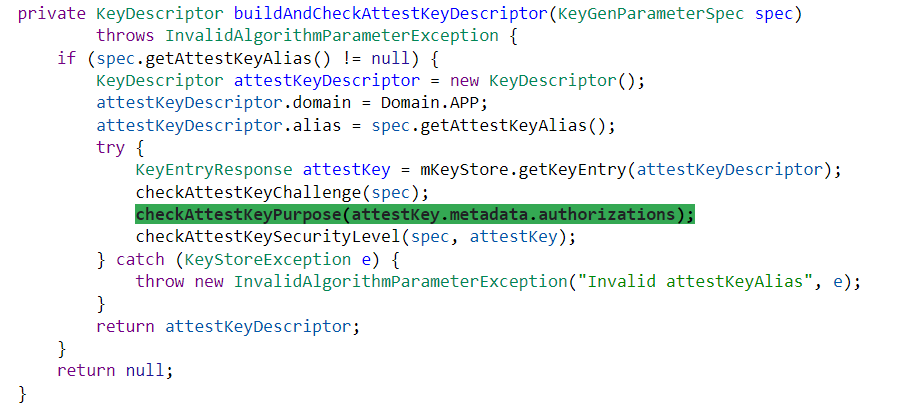 private KeyDescriptor buildAndCheckAttestKeyDescriptor(KeyGenParameterSpec spec)
        throws InvalidAlgorithmParameterException {
    if (spec.getAttestKeyAlias() != null) {
        KeyDescriptor attestKeyDescriptor = new KeyDescriptor();
        attestKeyDescriptor.domain = Domain.APP;
        attestKeyDescriptor.alias = spec.getAttestKeyAlias();
        try {
            KeyEntryResponse attestKey = mKeyStore.getKeyEntry(attestKeyDescriptor);
            checkAttestKeyChallenge(spec);
            checkAttestKeyPurpose(attestKey.metadata.authorizations);
            checkAttestKeySecurityLevel(spec, attestKey);
        } catch (KeyStoreException e) {
            throw new InvalidAlgorithmParameterException("Invalid attestKeyAlias", e);
        }
        return attestKeyDescriptor;
    }
    return null;
}